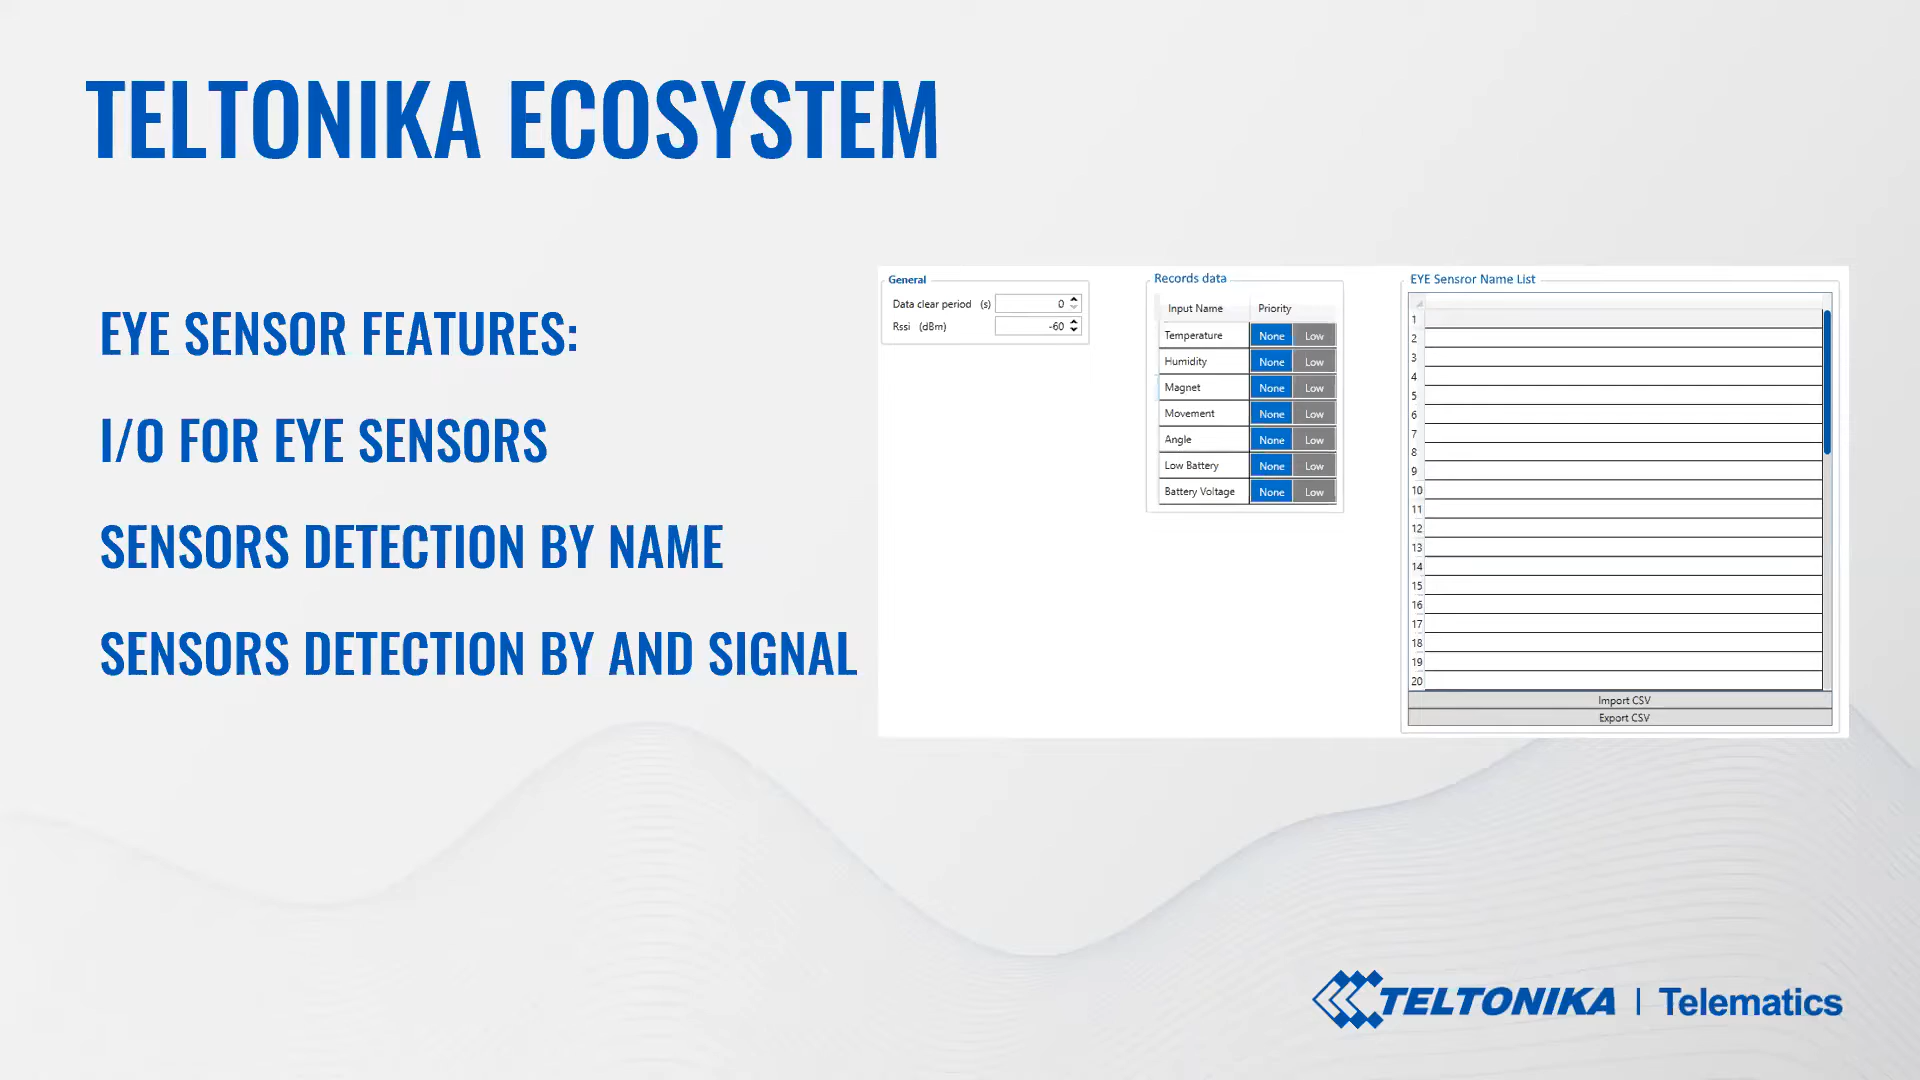 TELTONIKA ECOSYSTEM
EYE SENSOR FEATURES:
I/O FOR EYE SENSORS
SENSORS DETECTION BY NAME
SENSORS DETECTION BY AND SIGNAL
General
Data clear period (s) 0
Rssi (dBm) -60
Records data
Input Name Priority
Temperature None Low
Humidity None Low
Magnet None Low
Movement None Low
Angle None Low
Low Battery None Low
Battery Voltage None Low
EYE Sensror Name List
1
2
3
4
5
6
7
8
9
10
11
12
13
14
15
16
17
18
19
20
Import CSV
Export CSV
TELTONIKA | Telematics